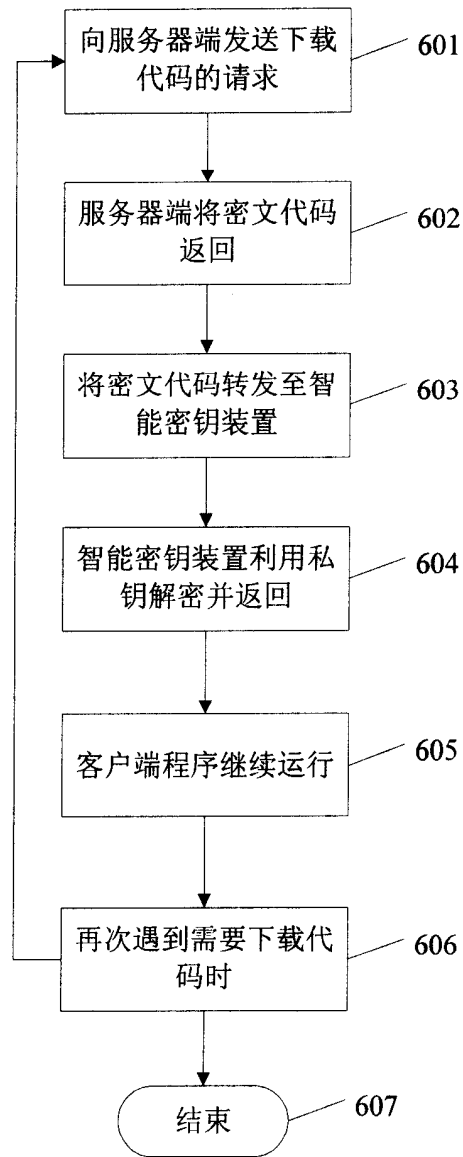 向服务器端发送下载
代码的请求
601
服务器端将密文代码
返回
602
将密文代码转发至智
能密钥装置
603
智能密钥装置利用私
钥解密并返回
604
客户端程序继续运行
605
再次遇到需要下载代
码时
606
结束
607